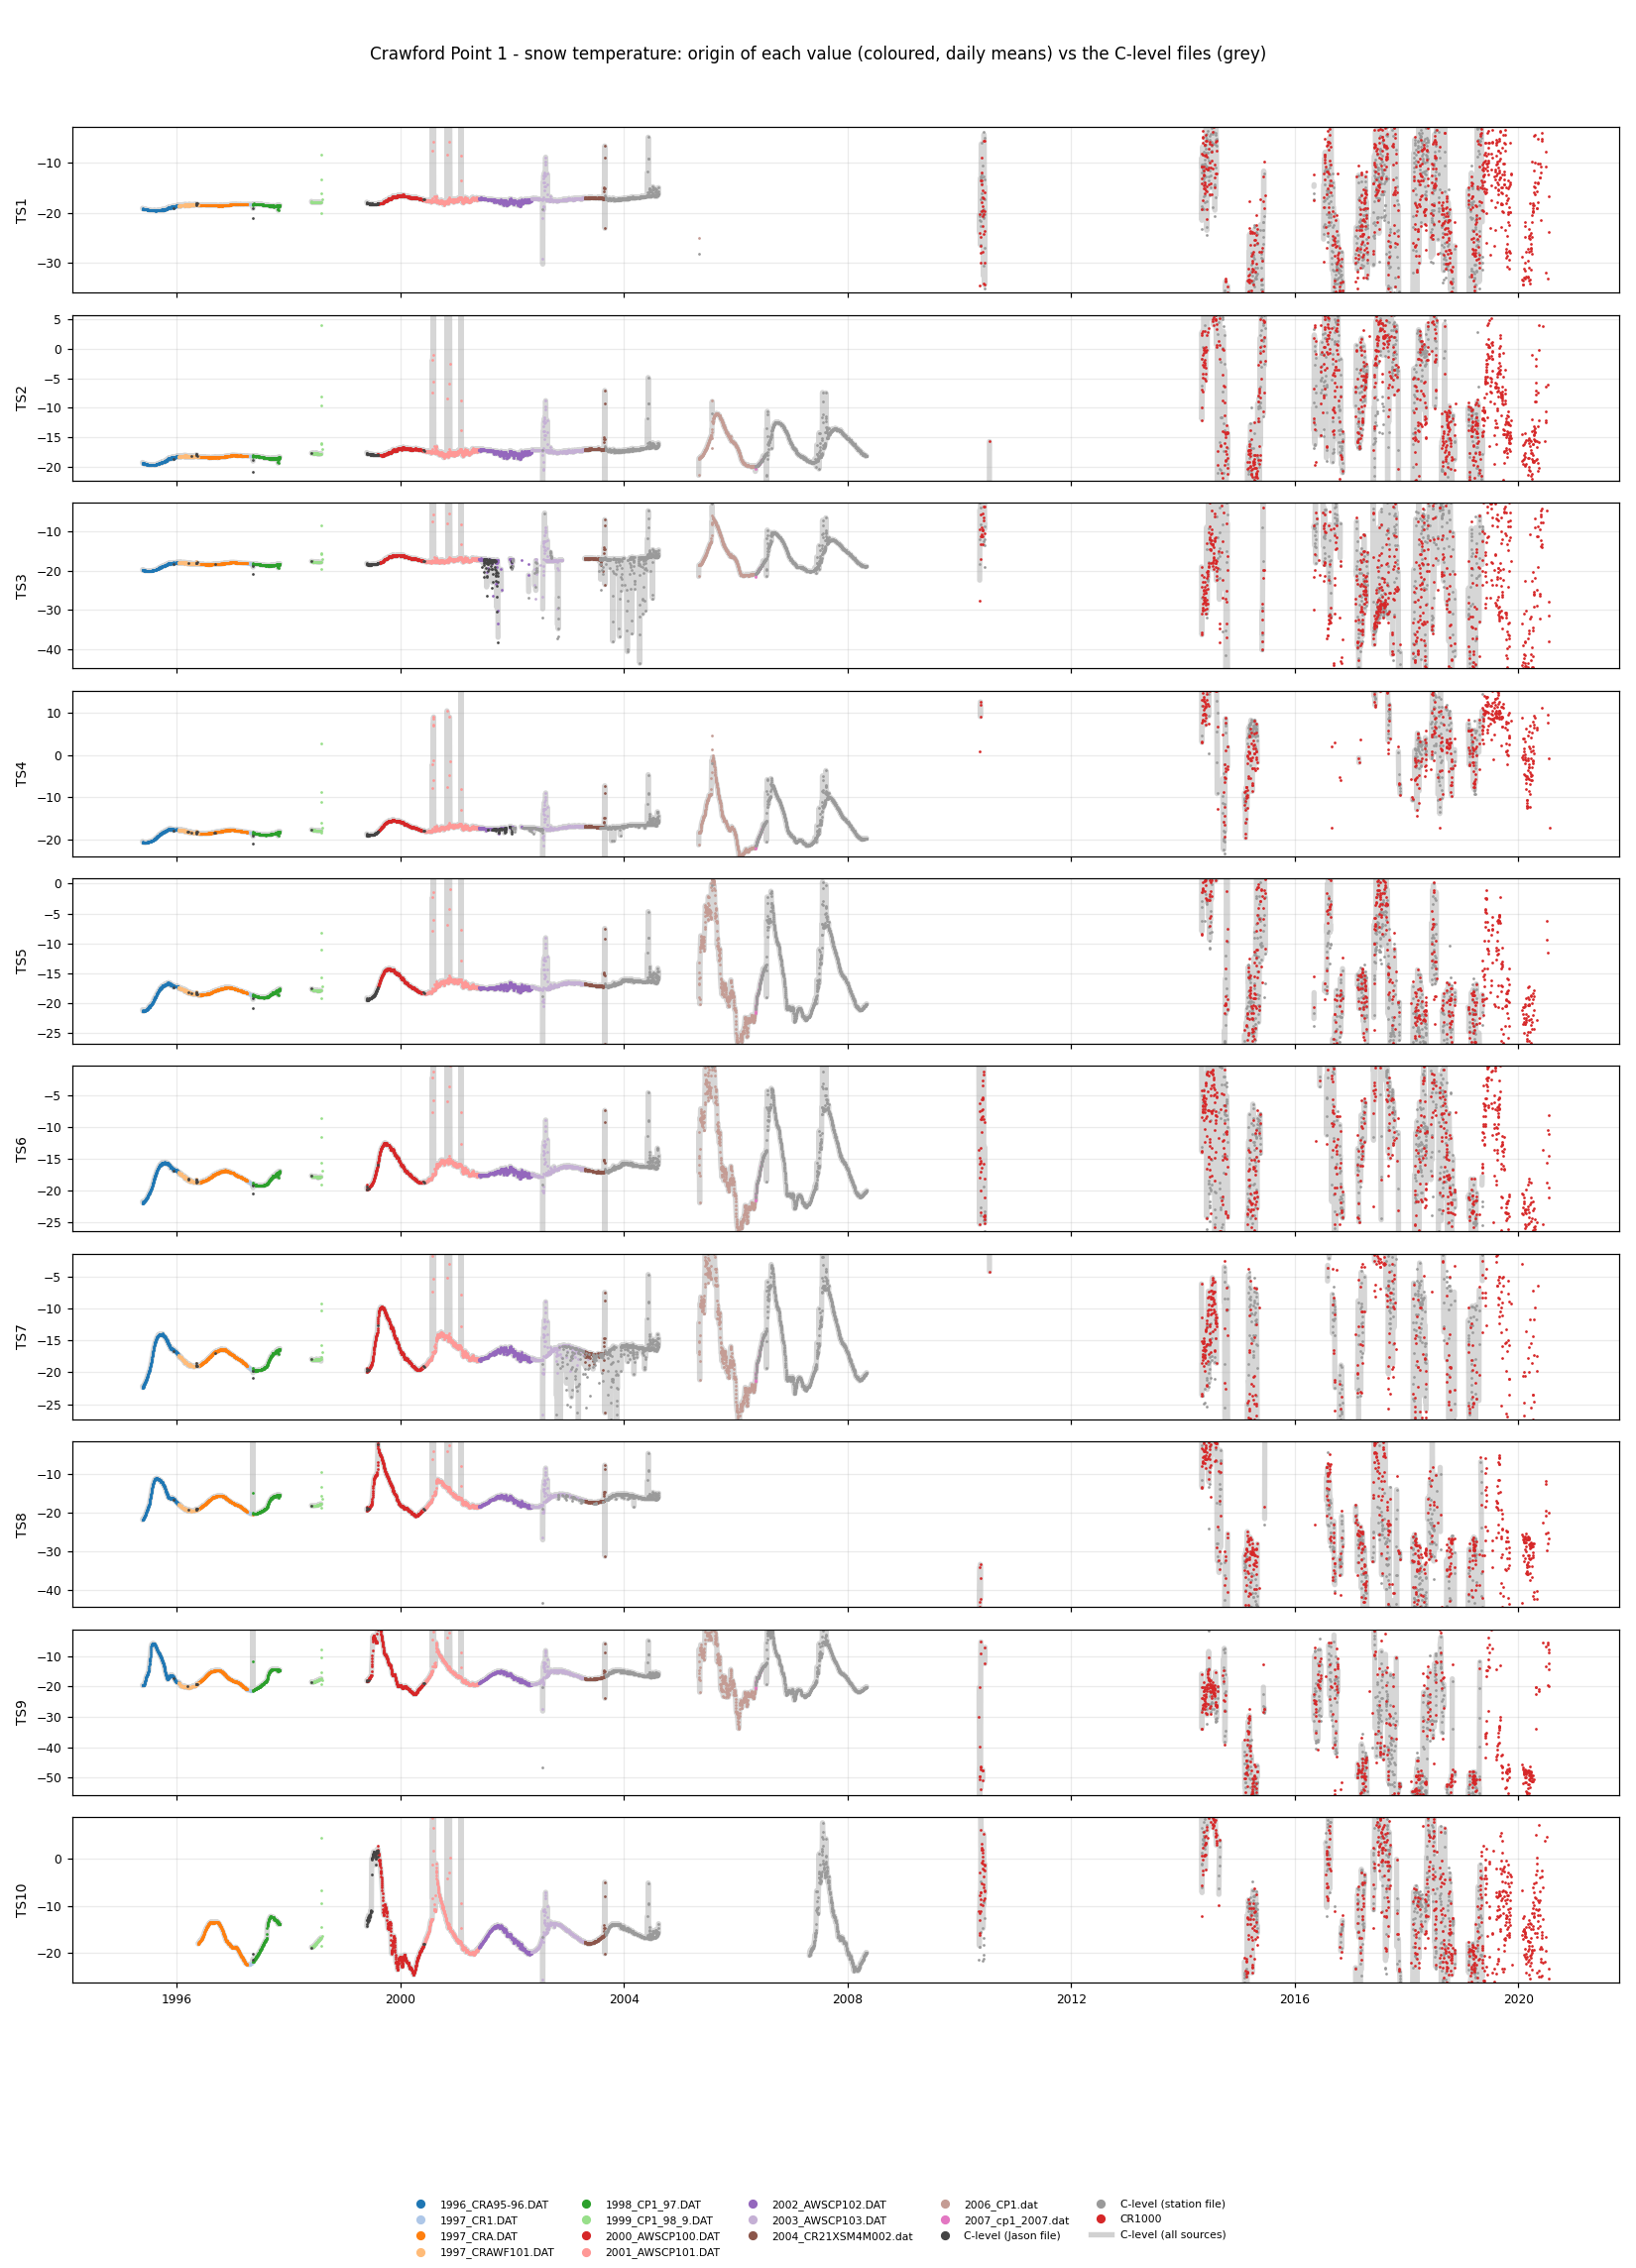 Crawford Point 1 - snow temperature: origin of each value (coloured, daily means) vs the C-level files (grey)
TS1
−10
−20
−30
TS2
5
0
−5
−10
−15
−20
TS3
−10
−20
−30
−40
TS4
10
0
−10
−20
TS5
0
−5
−10
−15
−20
−25
TS6
−5
−10
−15
−20
−25
TS7
−5
−10
−15
−20
−25
TS8
−10
−20
−30
−40
TS9
−10
−20
−30
−40
−50
TS10
0
−10
−20
1996 2000 2004 2008 2012 2016 2020
1996_CRA95-96.DAT 1998_CP1_97.DAT 2002_AWSCP102.DAT 2006_CP1.dat C-level (station file)
1997_CR1.DAT 1999_CP1_98_9.DAT 2003_AWSCP103.DAT 2007_cp1_2007.dat CR1000
1997_CRA.DAT 2000_AWSCP100.DAT 2004_CR21XSM4M002.dat C-level (Jason file) C-level (all sources)
1997_CRAWF101.DAT 2001_AWSCP101.DAT